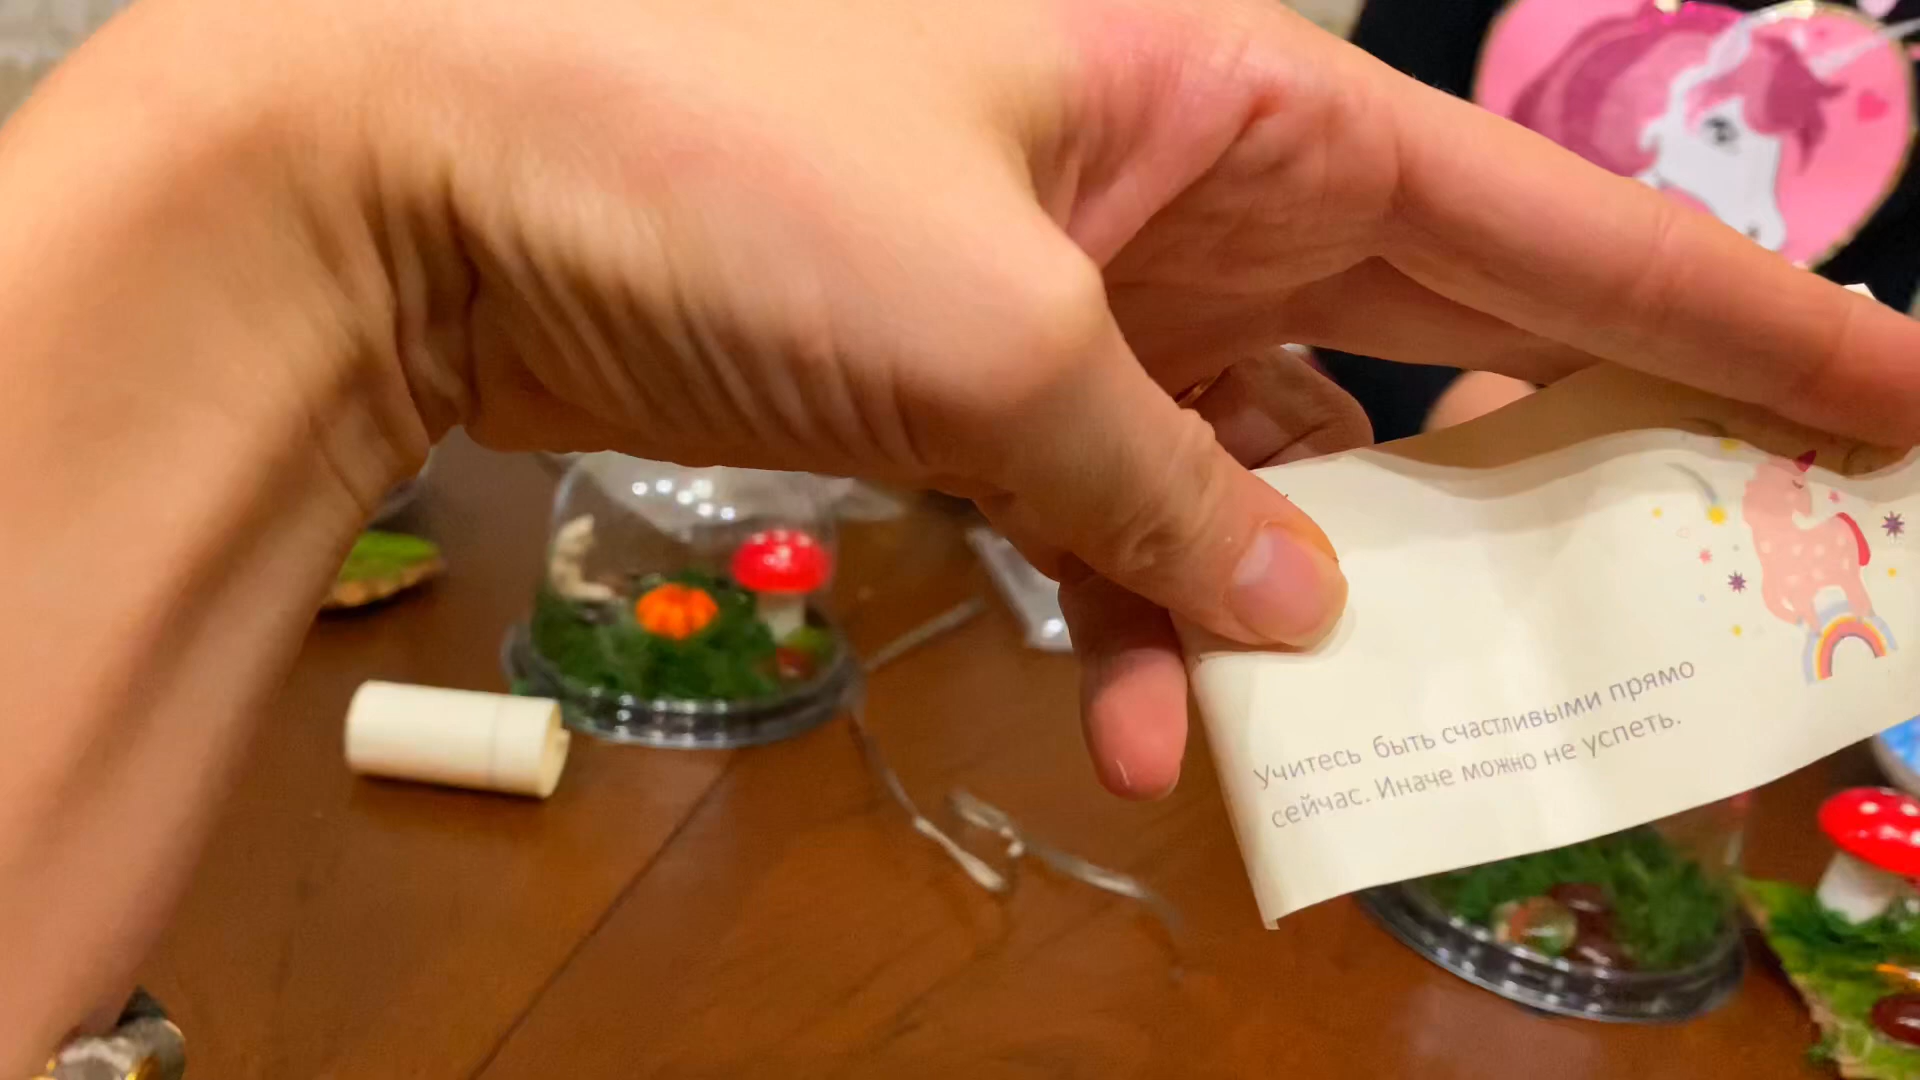 Учитесь быть счастливыми прямо
сейчас. Иначе можно не успеть.